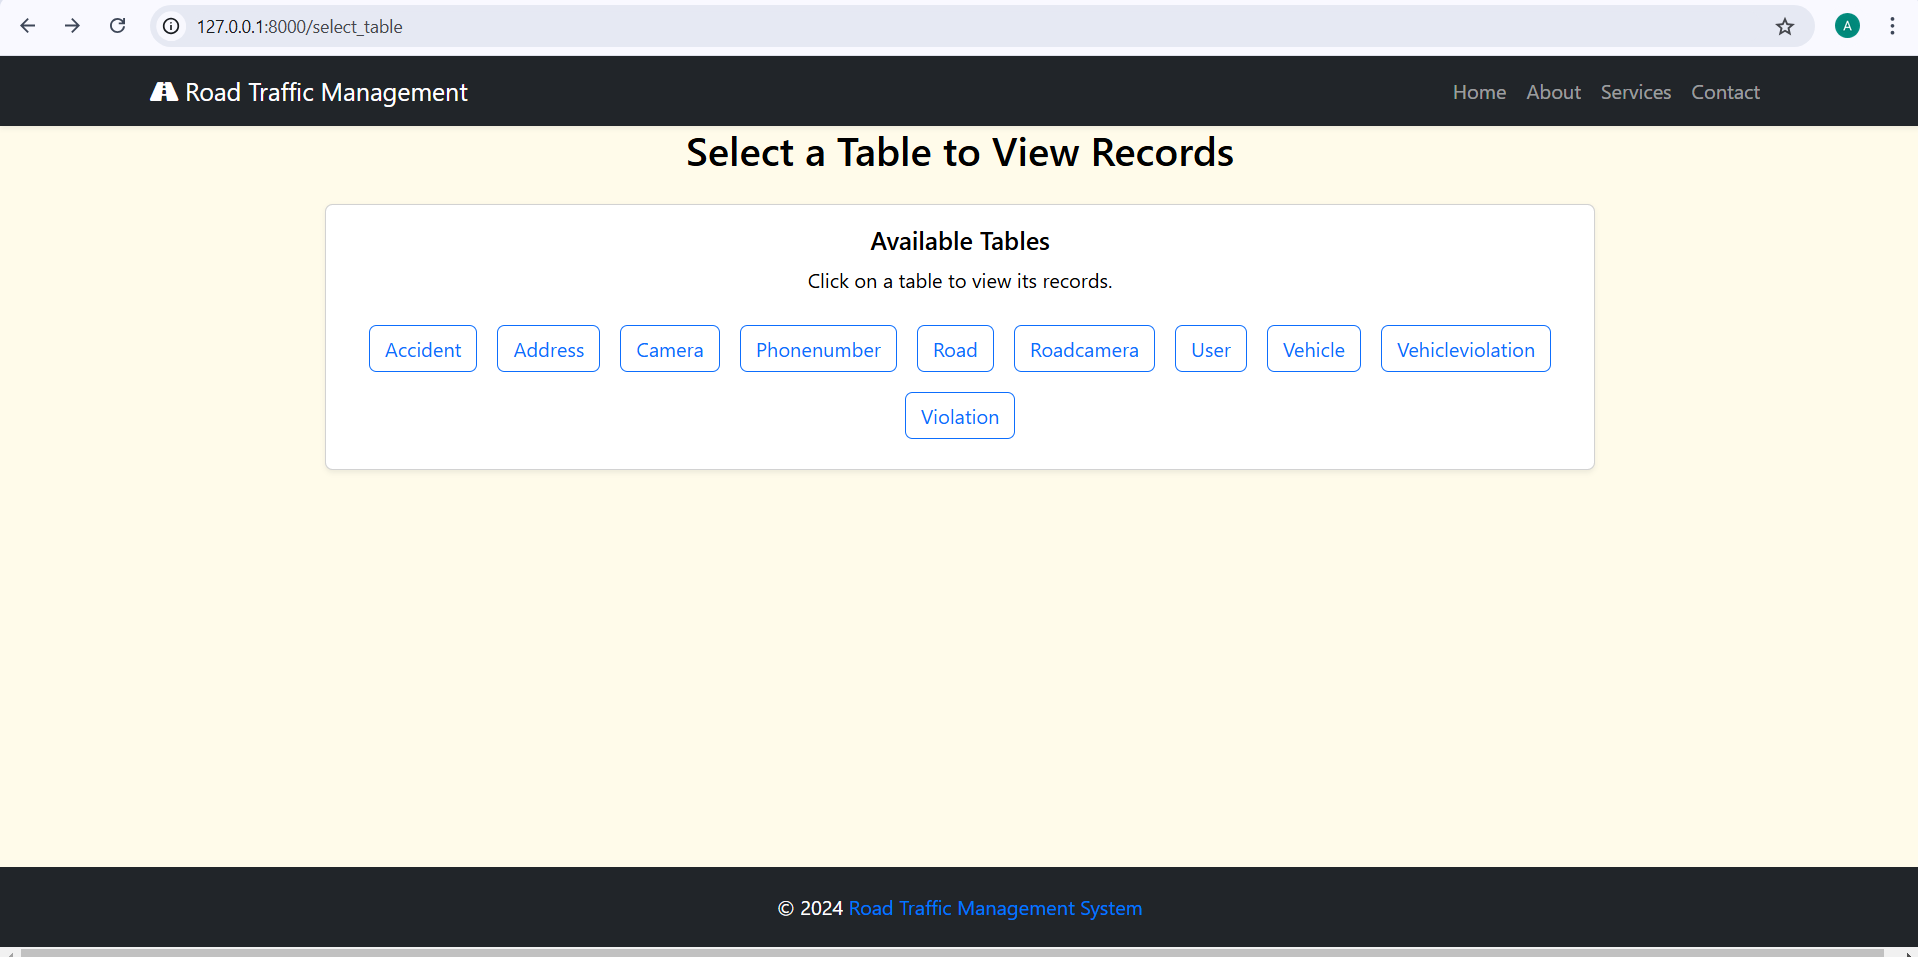 127.0.0.1:8000/select_table
A
Road Traffic Management
Home About Services Contact
Select a Table to View Records
Available Tables
Click on a table to view its records.
Accident Address Camera Phonenumber Road Roadcamera User Vehicle Vehicleviolation
Violation
© 2024 Road Traffic Management System